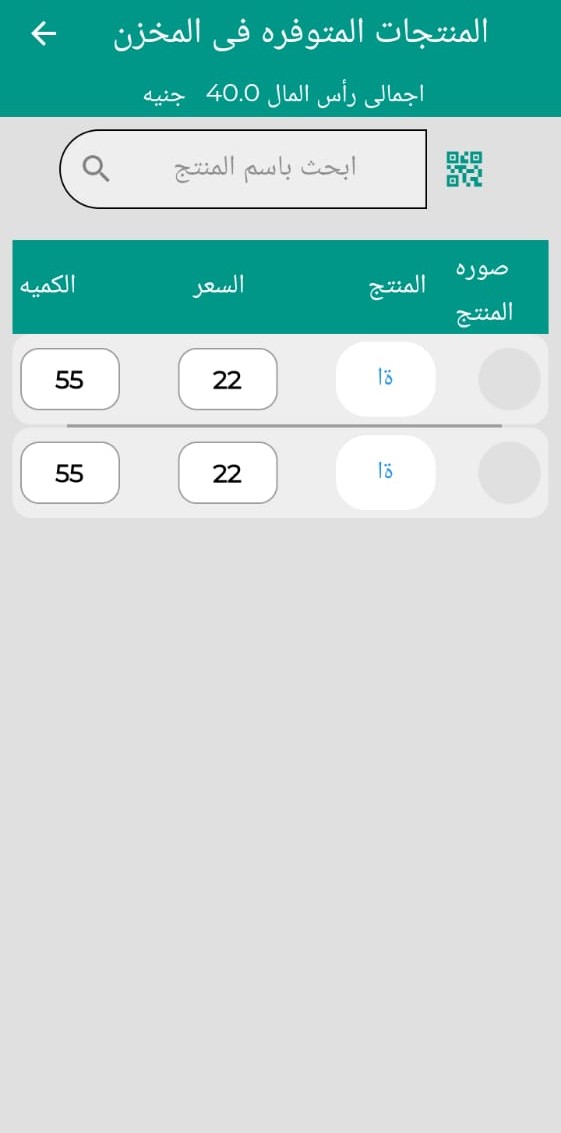 المنتجات المتوفره فى المخزن
اجمالى رأس المال 40.0 جنيه
ابحث باسم المنتج
صوره المنتج المنتج السعر الكميه
ةا 22 55
ةا 22 55